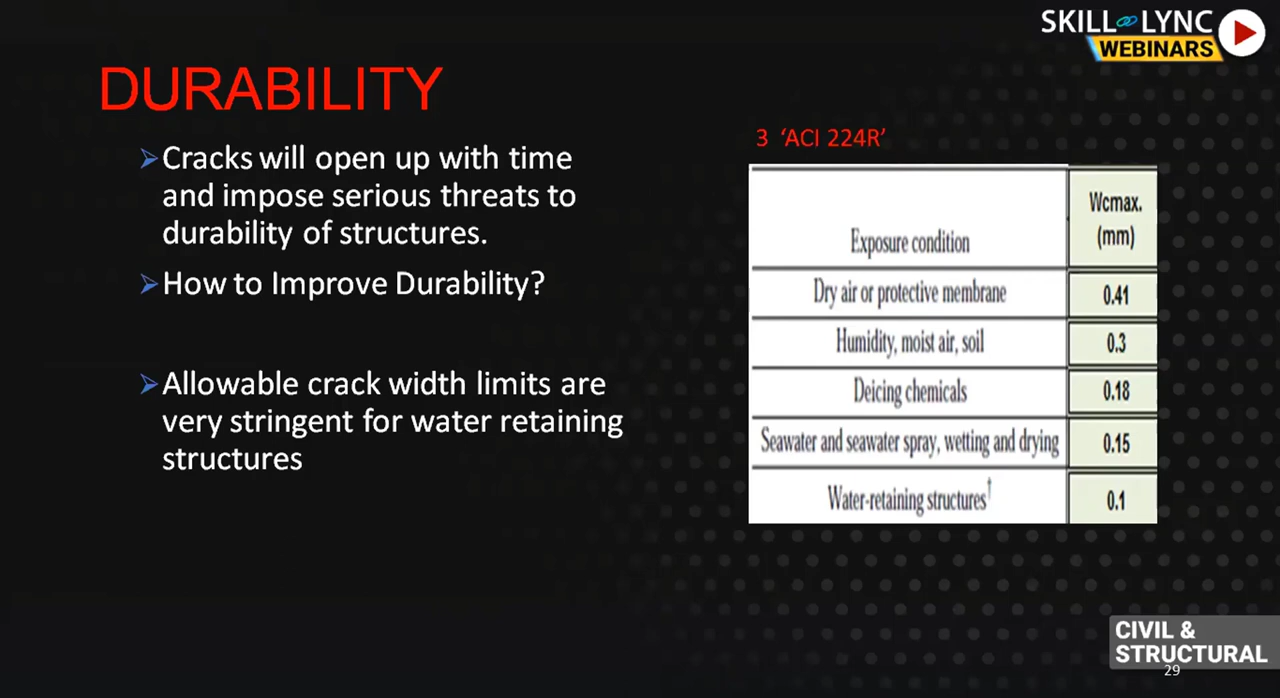 SKILL LYNC
WEBINARS
DURABILITY
➢Cracks will open up with time
and impose serious threats to
durability of structures.
➢How to Improve Durability?
➢Allowable crack width limits are
very stringent for water retaining
structures
3 ‘ACI 224R’
Exposure condition Wcmax. (mm)
Dry air or protective membrane 0.41
Humidity, moist air, soil 0.3
Deicing chemicals 0.18
Seawater and seawater spray, wetting and drying 0.15
Water-retaining structures† 0.1
CIVIL &
STRUCTURAL
29